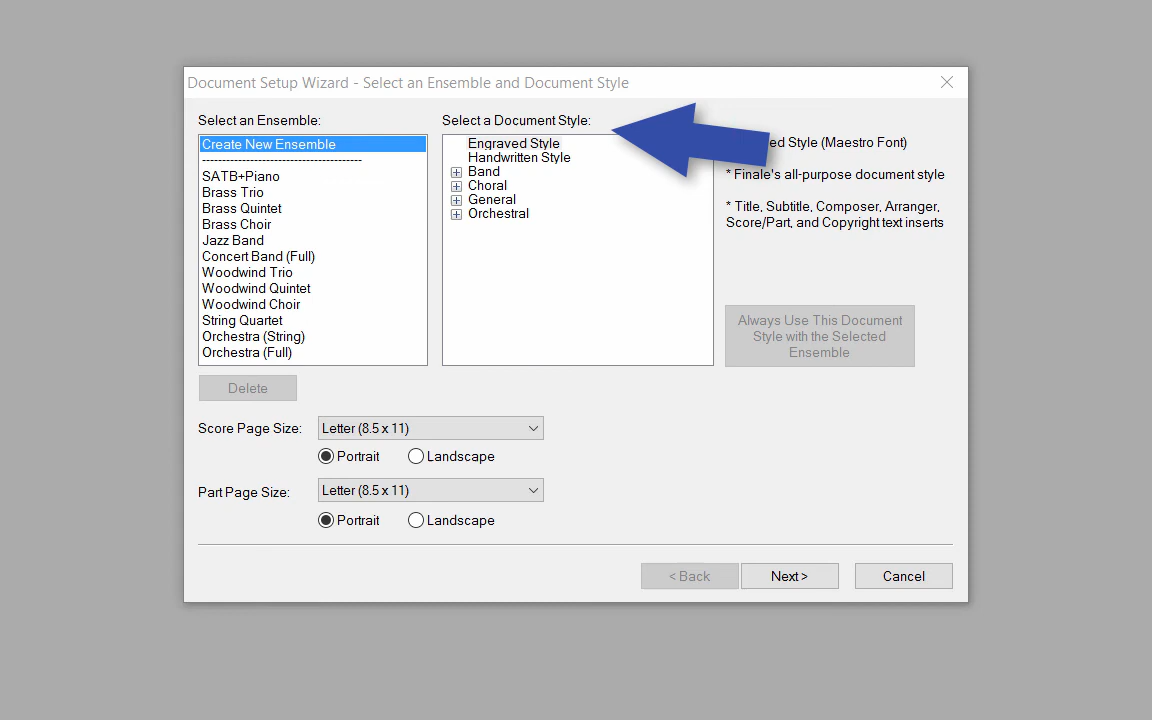 Document Setup Wizard - Select an Ensemble and Document Style
Select an Ensemble:
Create New Ensemble
----------------------------------------
SATB+Piano
Brass Trio
Brass Quintet
Brass Choir
Jazz Band
Concert Band (Full)
Woodwind Trio
Woodwind Quintet
Woodwind Choir
String Quartet
Orchestra (String)
Orchestra (Full)
Delete
Select a Document Style:
Engraved Style
Handwritten Style
Band
Choral
General
Orchestral
Style (Maestro Font)
* Finale's all-purpose document style
* Title, Subtitle, Composer, Arranger,
Score/Part, and Copyright text inserts
Always Use This Document
Style with the Selected
Ensemble
Score Page Size:
Letter (8.5 x 11)
Portrait
Landscape
Part Page Size:
Letter (8.5 x 11)
Portrait
Landscape
< Back
Next >
Cancel